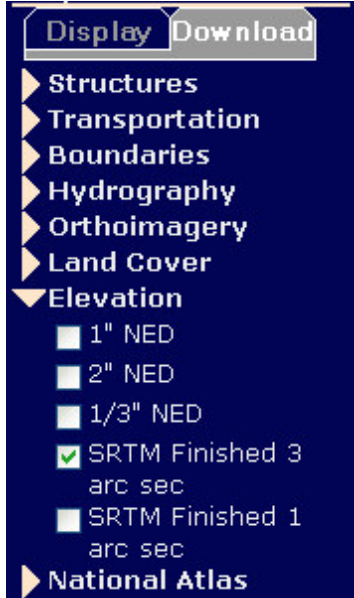 Display Download
Structures
Transportation
Boundaries
Hydrography
Orthoimagery
Land Cover
Elevation
1" NED
2" NED
1/3" NED
SRTM Finished 3
arc sec
SRTM Finished 1
arc sec
National Atlas